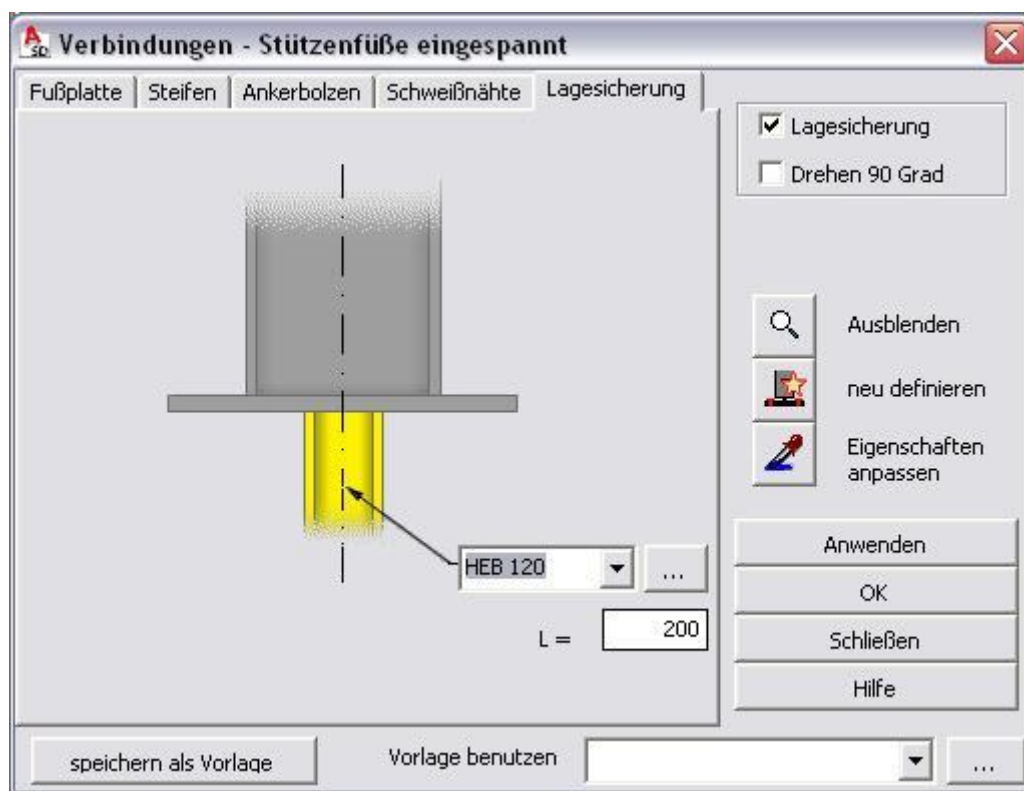 Verbindungen - Stützenfüße eingespannt
Fußplatte
Steifen
Ankerbolzen
Schweißnähte
Lagesicherung
Lagesicherung
Drehen 90 Grad
Ausblenden
neu definieren
Eigenschaften
anpassen
HEB 120
...
L =
200
Anwenden
OK
Schließen
Hilfe
speichern als Vorlage
Vorlage benutzen
...